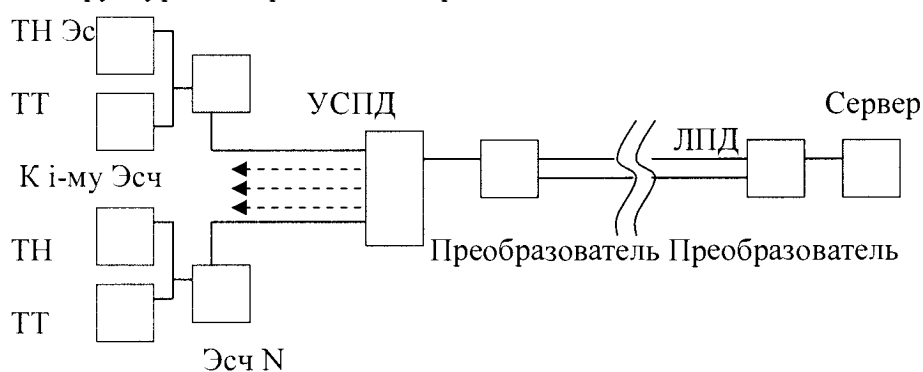 ТН Эс
ТТ
УСПД
Сервер
ЛПД
К i-му Эсч
ТН
Преобразователь Преобразователь
ТТ
Эсч N